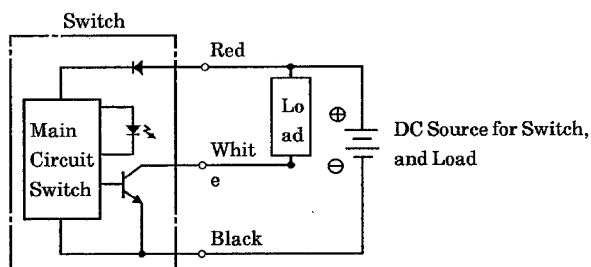 Switch
Red
Lo
ad
⊕
Main
Circuit
Switch
DC Source for Switch,
and Load
Whit
e
⊖
Black